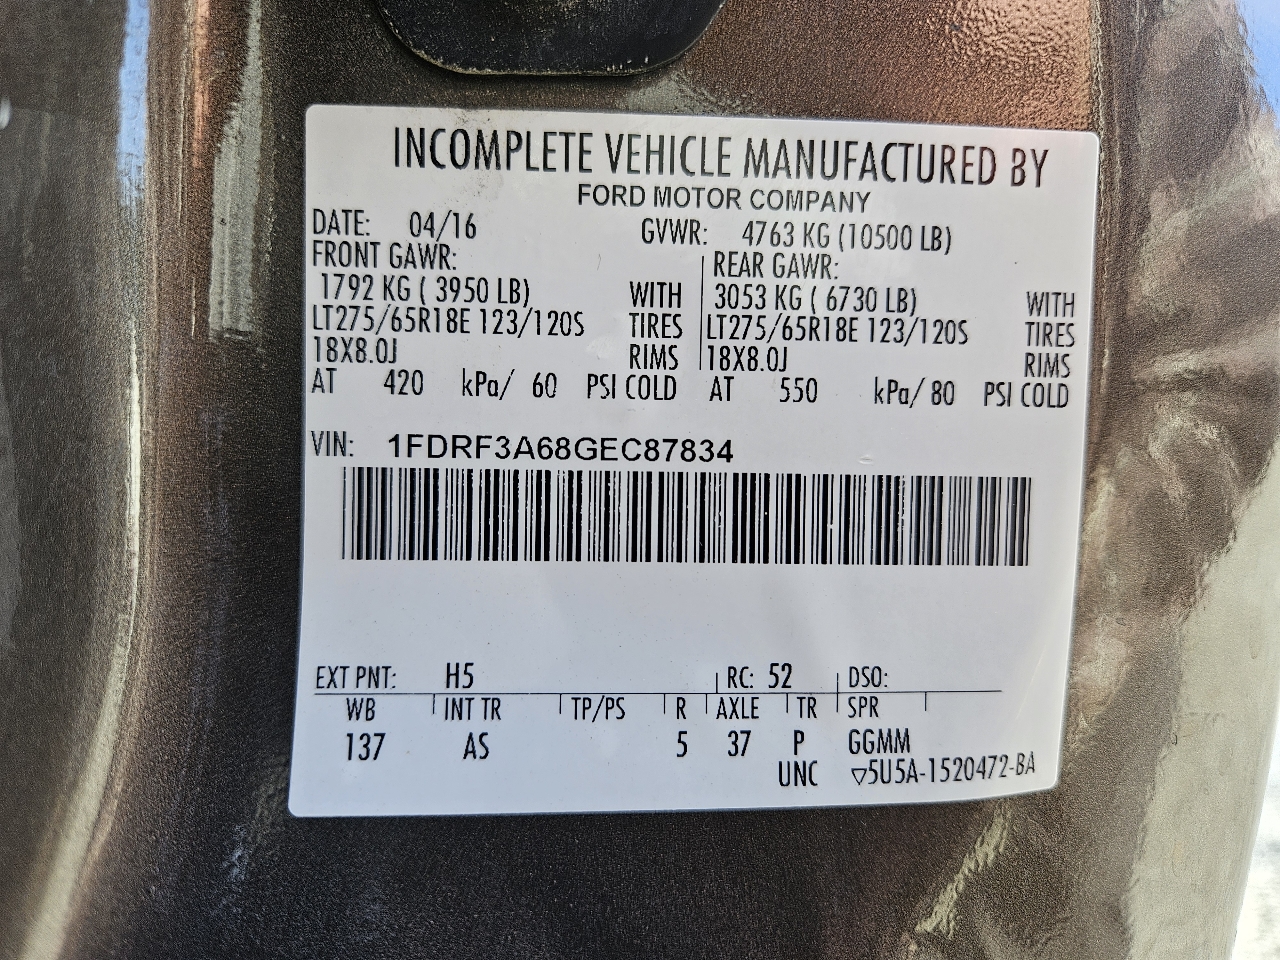 INCOMPLETE VEHICLE MANUFACTURED BY
FORD MOTOR COMPANY
DATE: 04/16 GVWR: 4763 KG (10500 LB)
FRONT GAWR: REAR GAWR:
1792 KG ( 3950 LB) WITH 3053 KG ( 6730 LB) WITH
LT275/65R18E 123/120S TIRES LT275/65R18E 123/120S TIRES
18X8.0J RIMS 18X8.0J RIMS
AT 420 kPa/ 60 PSI COLD AT 550 kPa/ 80 PSI COLD
VIN: 1FDRF3A68GEC87834
EXT PNT: H5 RC: 52 DSO:
WB INT TR TP/PS R AXLE TR SPR
137 AS 5 37 P GGMM
UNC ▽5U5A-1520472-BA